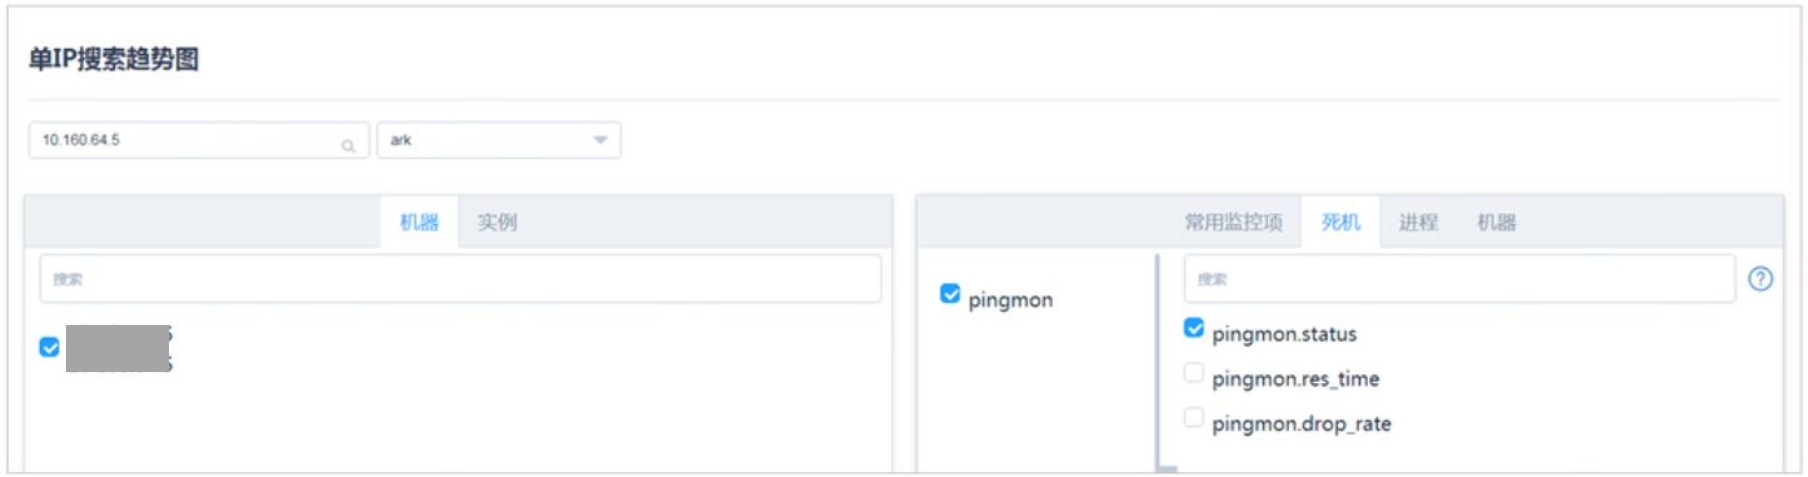 单IP搜索趋势图
10.160.64.5
ark
机器 实例
搜索
常用监控项 死机 进程 机器
pingmon
搜索
?
pingmon.status
pingmon.res_time
pingmon.drop_rate